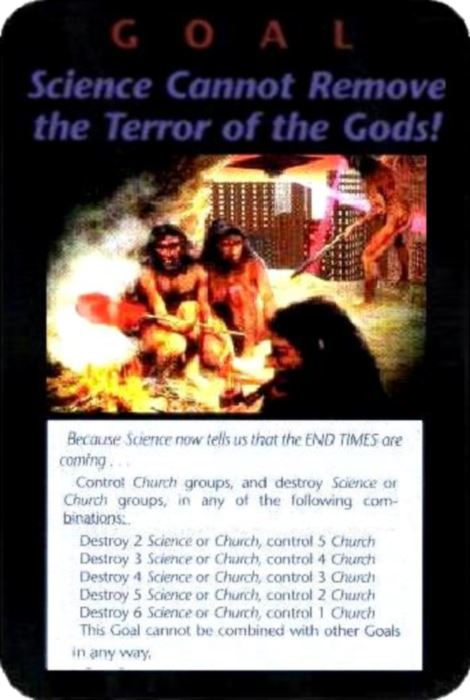 GOAL
Science Cannot Remove
the Terror of the Gods!
Because Science now tells us that the END TIMES are
coming . . .
Control Church groups, and destroy Science or
Church groups, in any of the following com-
binations:.
Destroy 2 Science or Church, control 5 Church
Destroy 3 Science or Church, control 4 Church
Destroy 4 Science or Church, control 3 Church
Destroy 5 Science or Church, control 2 Church
Destroy 6 Science or Church, control 1 Church
This Goal cannot be combined with other Goals
in any way.